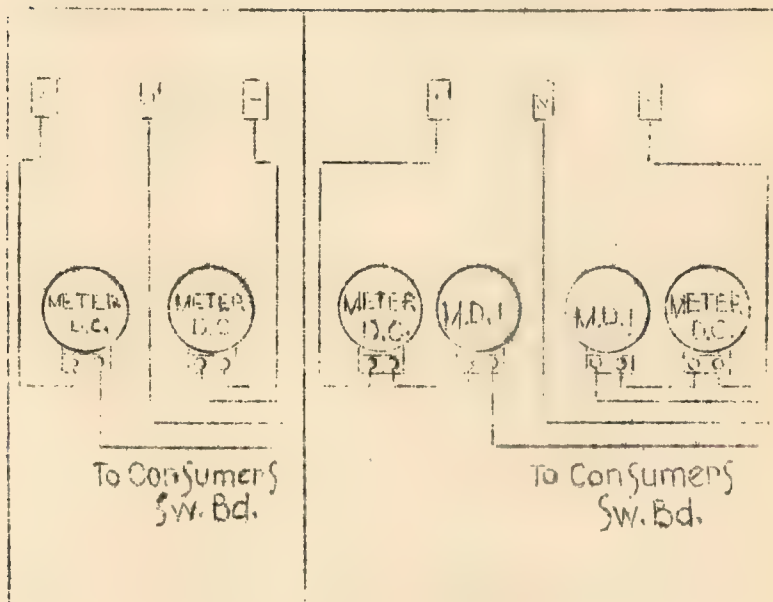 N
METER
D.C.
METER
D.C
METER
D.C.
M.D.I
M.D.I
METER
D.C.
To Consumers
Sw. Bd.
To Consumers
Sw. Bd.